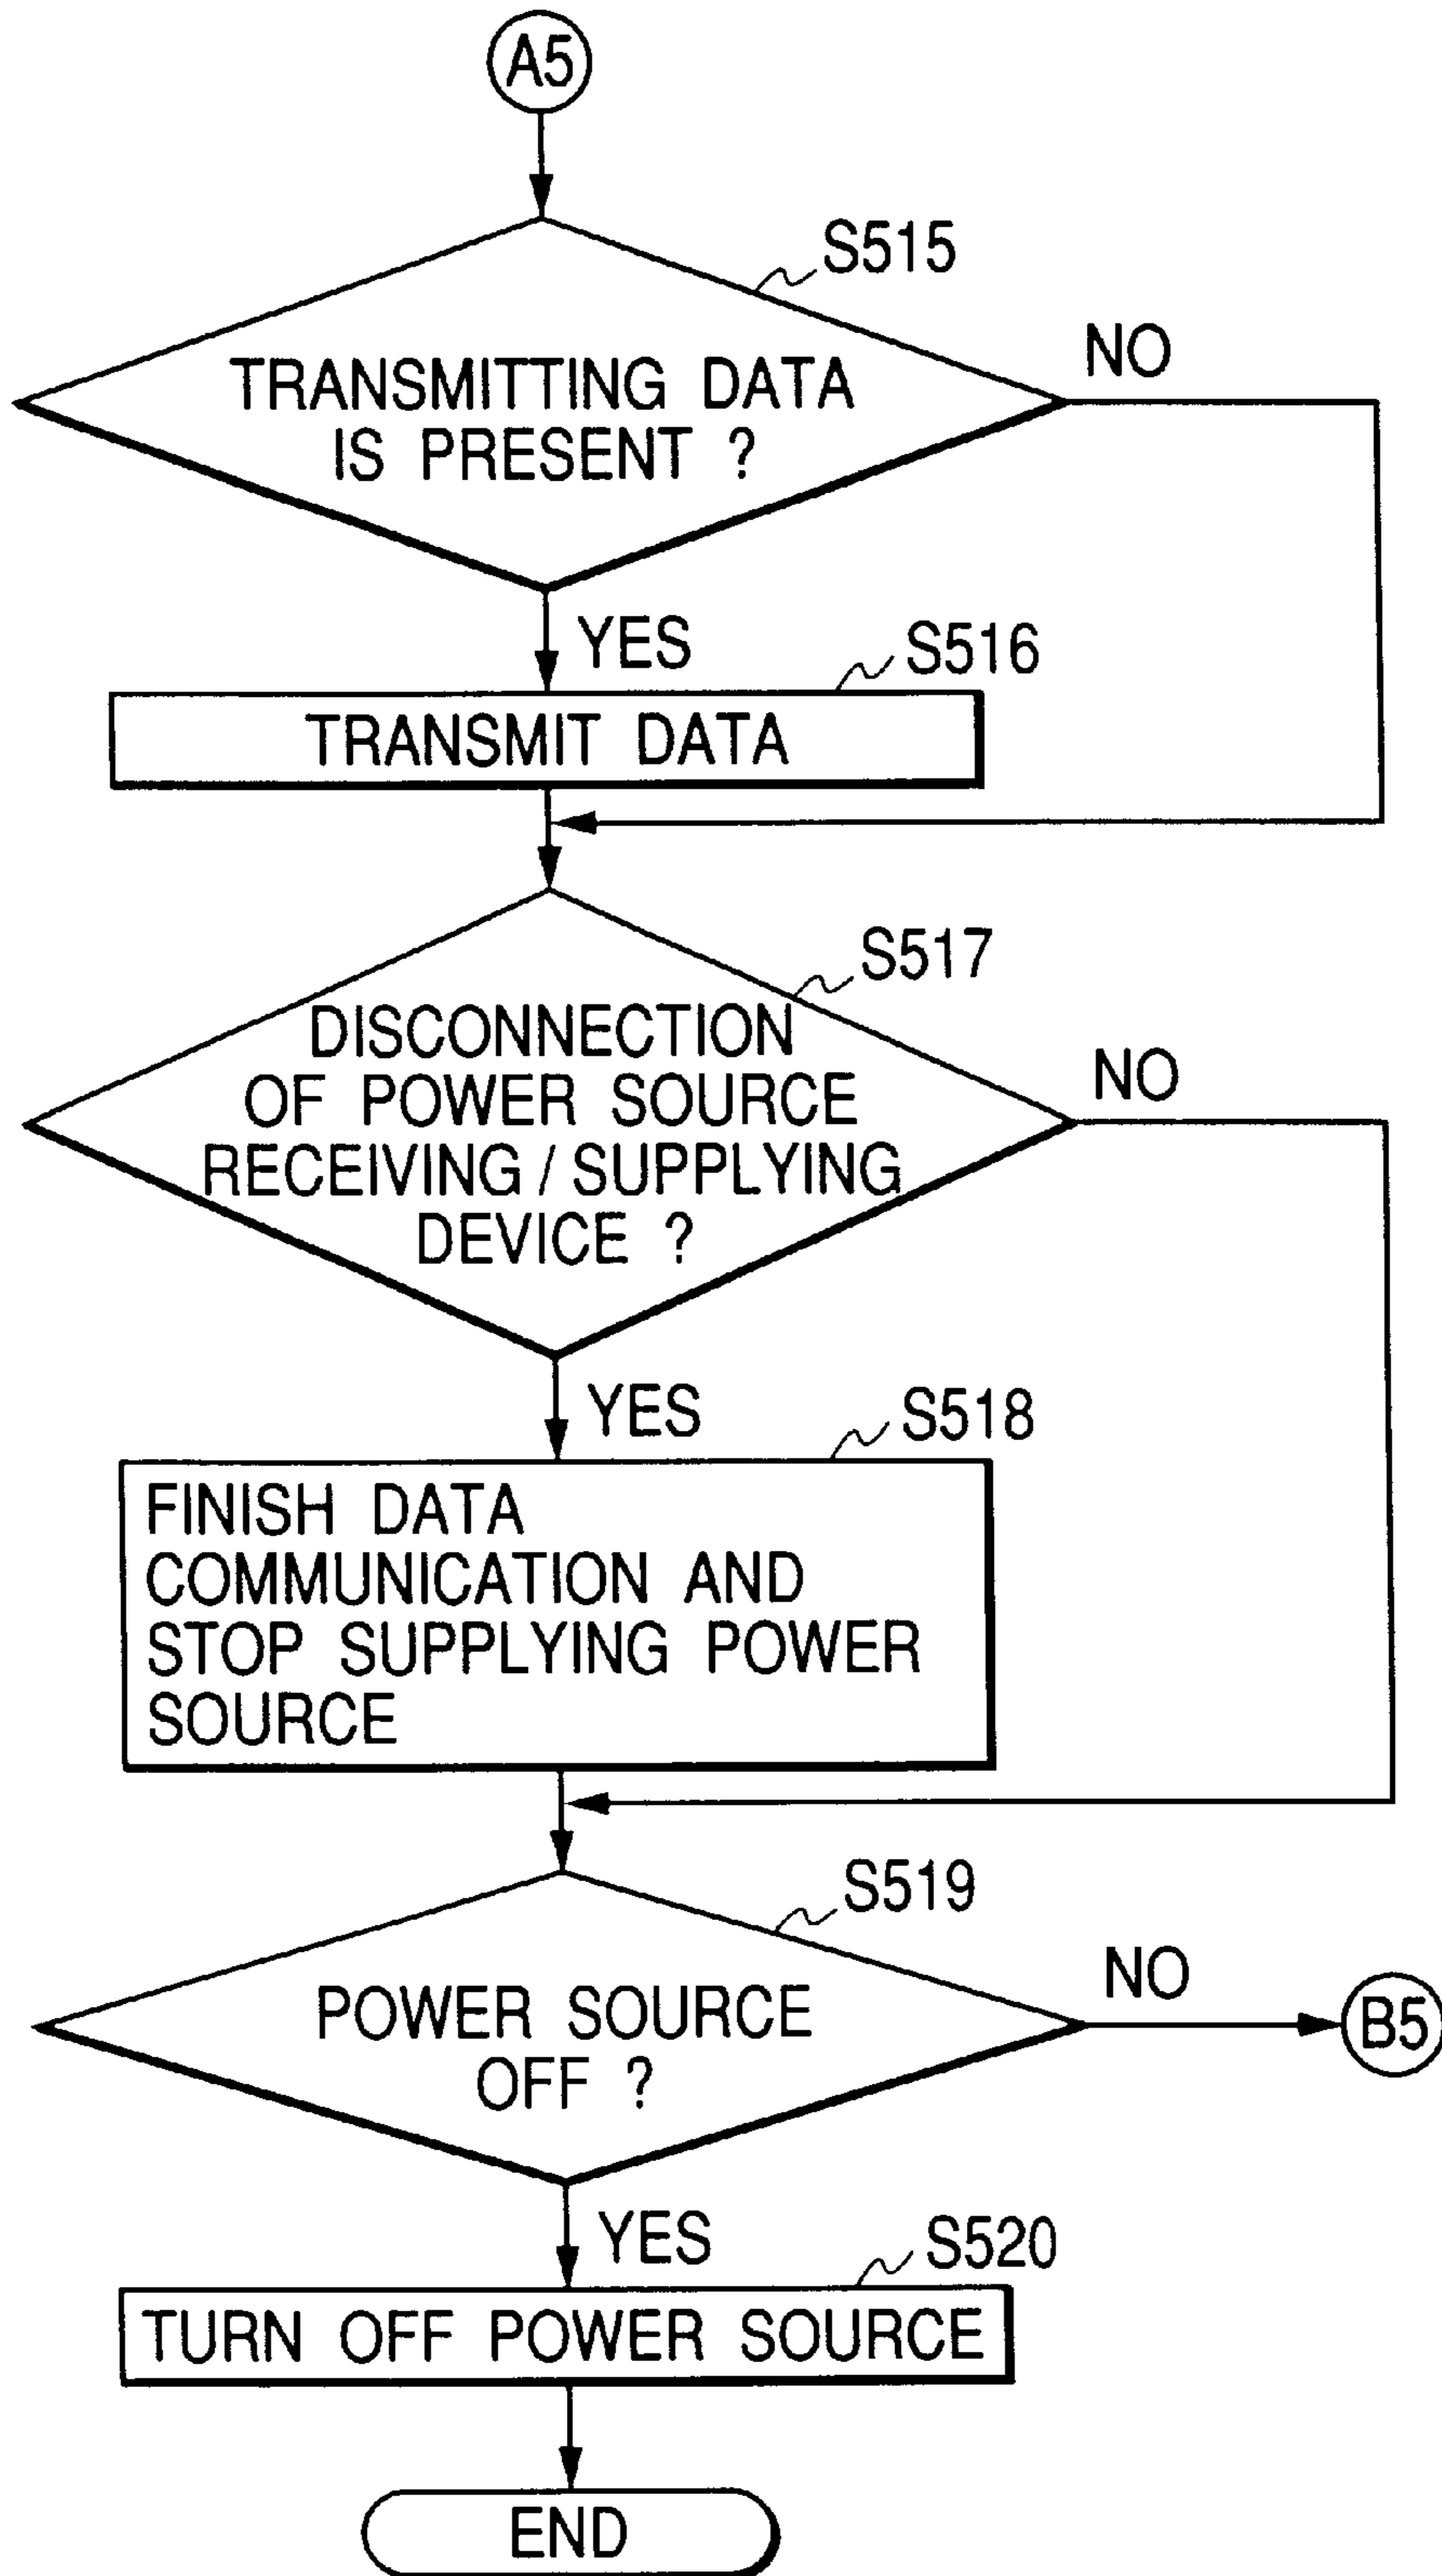 A5
S515
TRANSMITTING DATA
IS PRESENT ?
NO
YES
S516
TRANSMIT DATA
S517
DISCONNECTION
OF POWER SOURCE
RECEIVING / SUPPLYING
DEVICE ?
NO
YES
S518
FINISH DATA
COMMUNICATION AND
STOP SUPPLYING POWER
SOURCE
S519
POWER SOURCE
OFF ?
NO
B5
YES
S520
TURN OFF POWER SOURCE
END